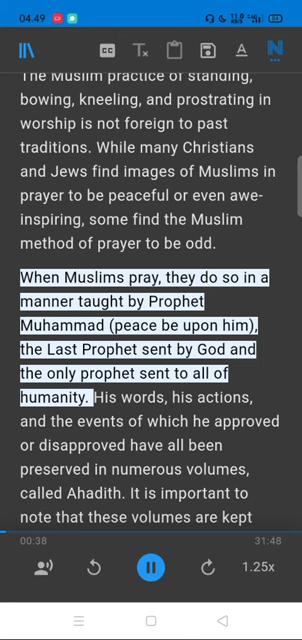 04.49
11.0
KB/S
64
CC
T
A
N
The Muslim practice of standing,
bowing, kneeling, and prostrating in
worship is not foreign to past
traditions. While many Christians
and Jews find images of Muslims in
prayer to be peaceful or even awe-
inspiring, some find the Muslim
method of prayer to be odd.
When Muslims pray, they do so in a
manner taught by Prophet
Muhammad (peace be upon him),
the Last Prophet sent by God and
the only prophet sent to all of
humanity. His words, his actions,
and the events of which he approved
or disapproved have all been
preserved in numerous volumes,
called Ahadith. It is important to
note that these volumes are kept
00:38 31:48
1.25x